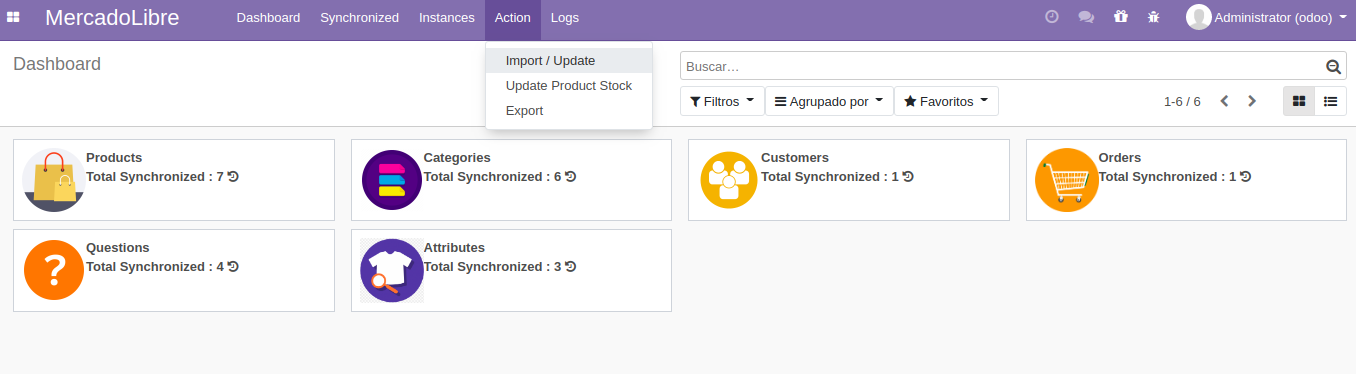 MercadoLibre Dashboard Synchronized Instances Action Logs Administrator (odoo)
Dashboard
Import / Update
Update Product Stock
Export
Buscar…
Filtros Agrupado por Favoritos 1-6 / 6
Products
Total Synchronized : 7
Categories
Total Synchronized : 6
Customers
Total Synchronized : 1
Orders
Total Synchronized : 1
Questions
Total Synchronized : 4
Attributes
Total Synchronized : 3